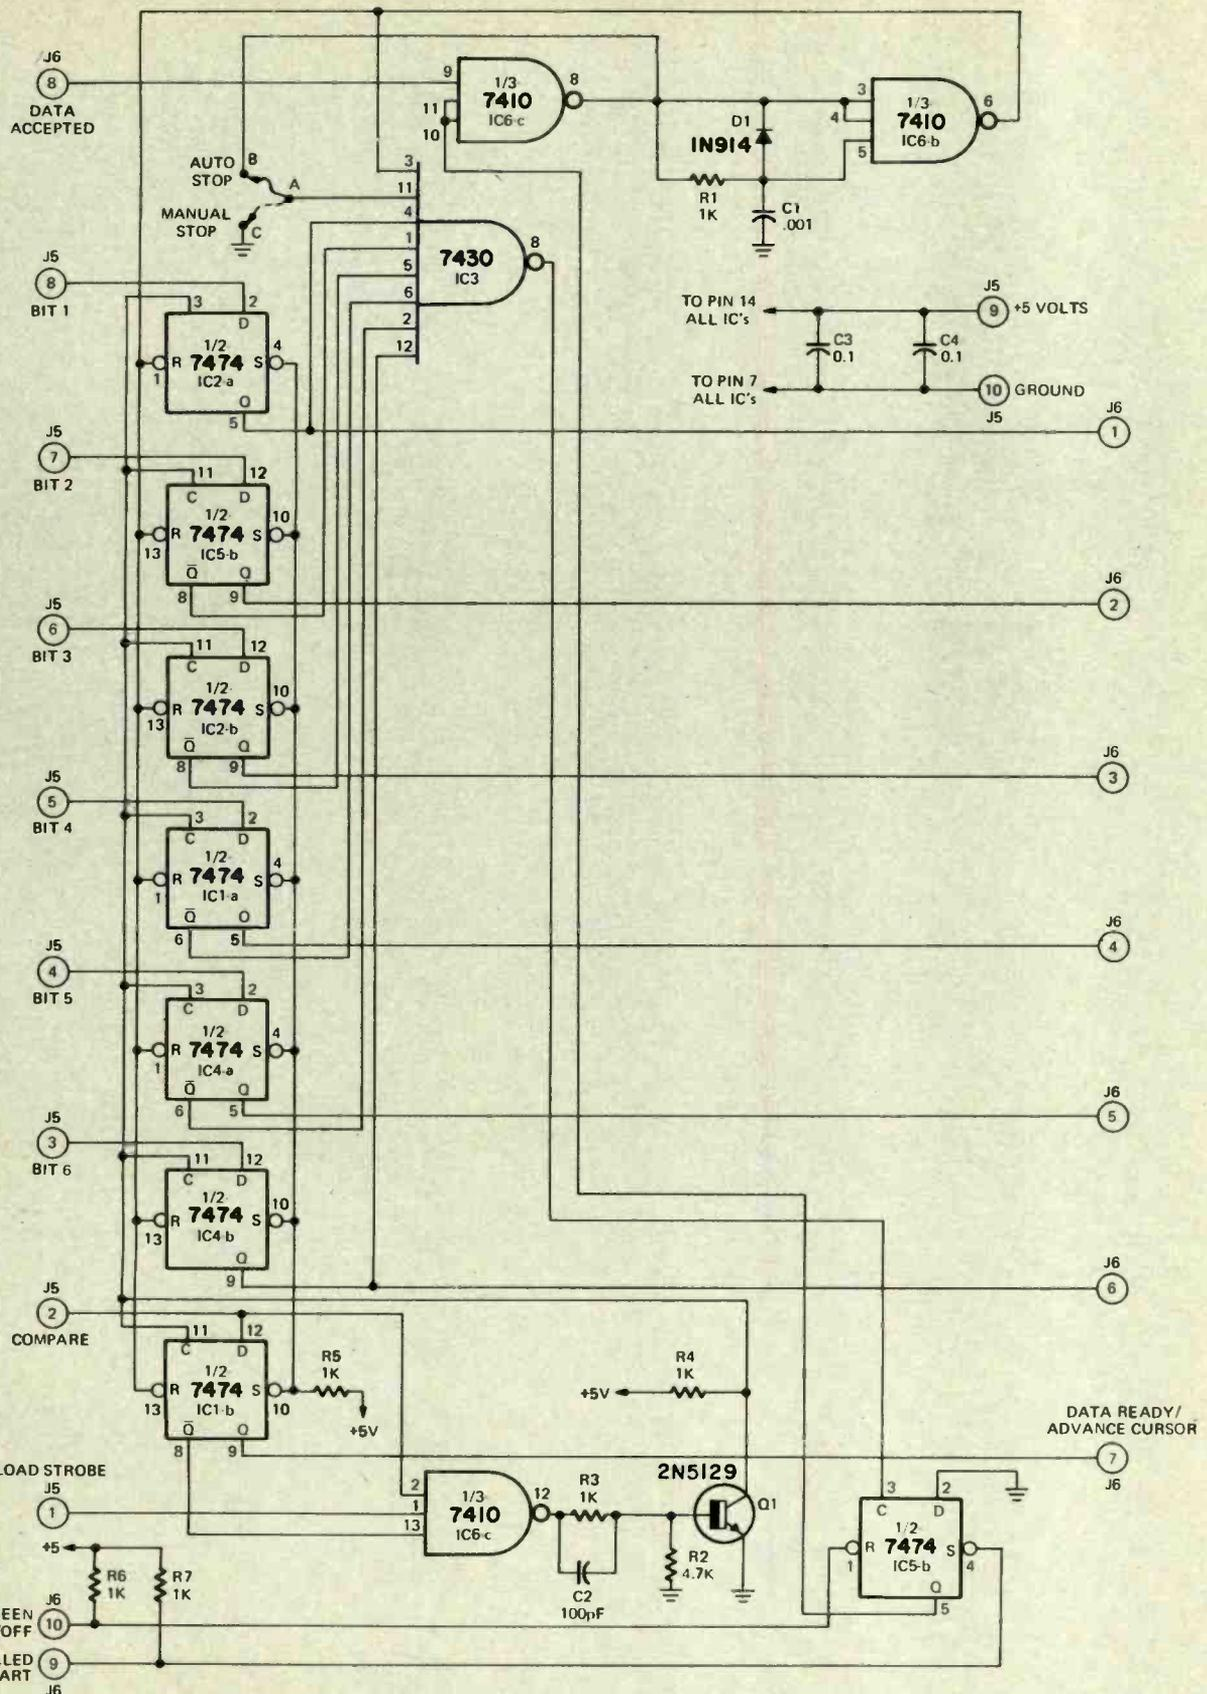 J6
8
DATA
ACCEPTED
9
11
10
1/3
7410
IC6-c
8
D1
1N914
R1
1K
C1
.001
3
4
5
1/3
7410
IC6-b
6
AUTO
STOP
B
A
MANUAL
STOP
C
3
11
4
1
5
6
2
12
7430
IC3
8
TO PIN 14
ALL IC's
C3
0.1
C4
0.1
J5
9
+5 VOLTS
TO PIN 7
ALL IC's
10
GROUND
J5
J5
8
BIT 1
3
2
D
1/2
7474
IC2-a
R
S
1
4
Q
5
J6
1
J5
7
BIT 2
11
12
C
D
1/2
7474
IC5-b
R
S
13
10
Q̅
Q
8
9
J6
2
J5
6
BIT 3
11
12
C
D
1/2
7474
IC2-b
R
S
13
10
Q̅
Q
8
9
J6
3
J5
5
BIT 4
3
2
C
D
1/2
7474
IC1-a
R
S
1
4
Q̅
Q
6
5
J6
4
J5
4
BIT 5
3
2
C
D
1/2
7474
IC4-a
R
S
1
4
Q̅
Q
6
5
J6
5
J5
3
BIT 6
11
12
C
D
1/2
7474
IC4-b
R
S
13
10
Q
9
J6
6
J5
2
COMPARE
11
12
C
D
1/2
7474
IC1-b
R
S
13
10
Q̅
Q
8
9
R5
1K
+5V
R4
1K
+5V
DATA READY/
ADVANCE CURSOR
7
J6
LOAD STROBE
J5
1
2
1
13
1/3
7410
IC6-c
12
R3
1K
C2
100pF
2N5129
Q1
R2
4.7K
3
2
C
D
1/2
7474
IC5-b
R
S
1
4
Q
5
+5
R6
1K
R7
1K
J6
EEN
OFF
10
LED
ART
9
J6